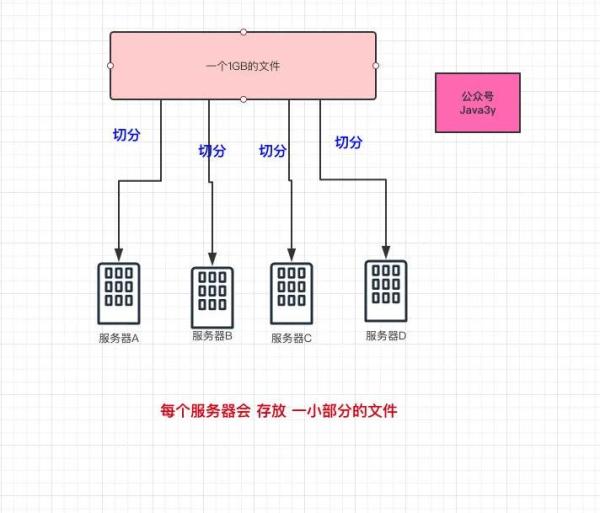 一个1GB的文件
公众号
Java3y
切分
切分
切分
切分
服务器A
服务器B
服务器C
服务器D
每个服务器会 存放 一小部分的文件